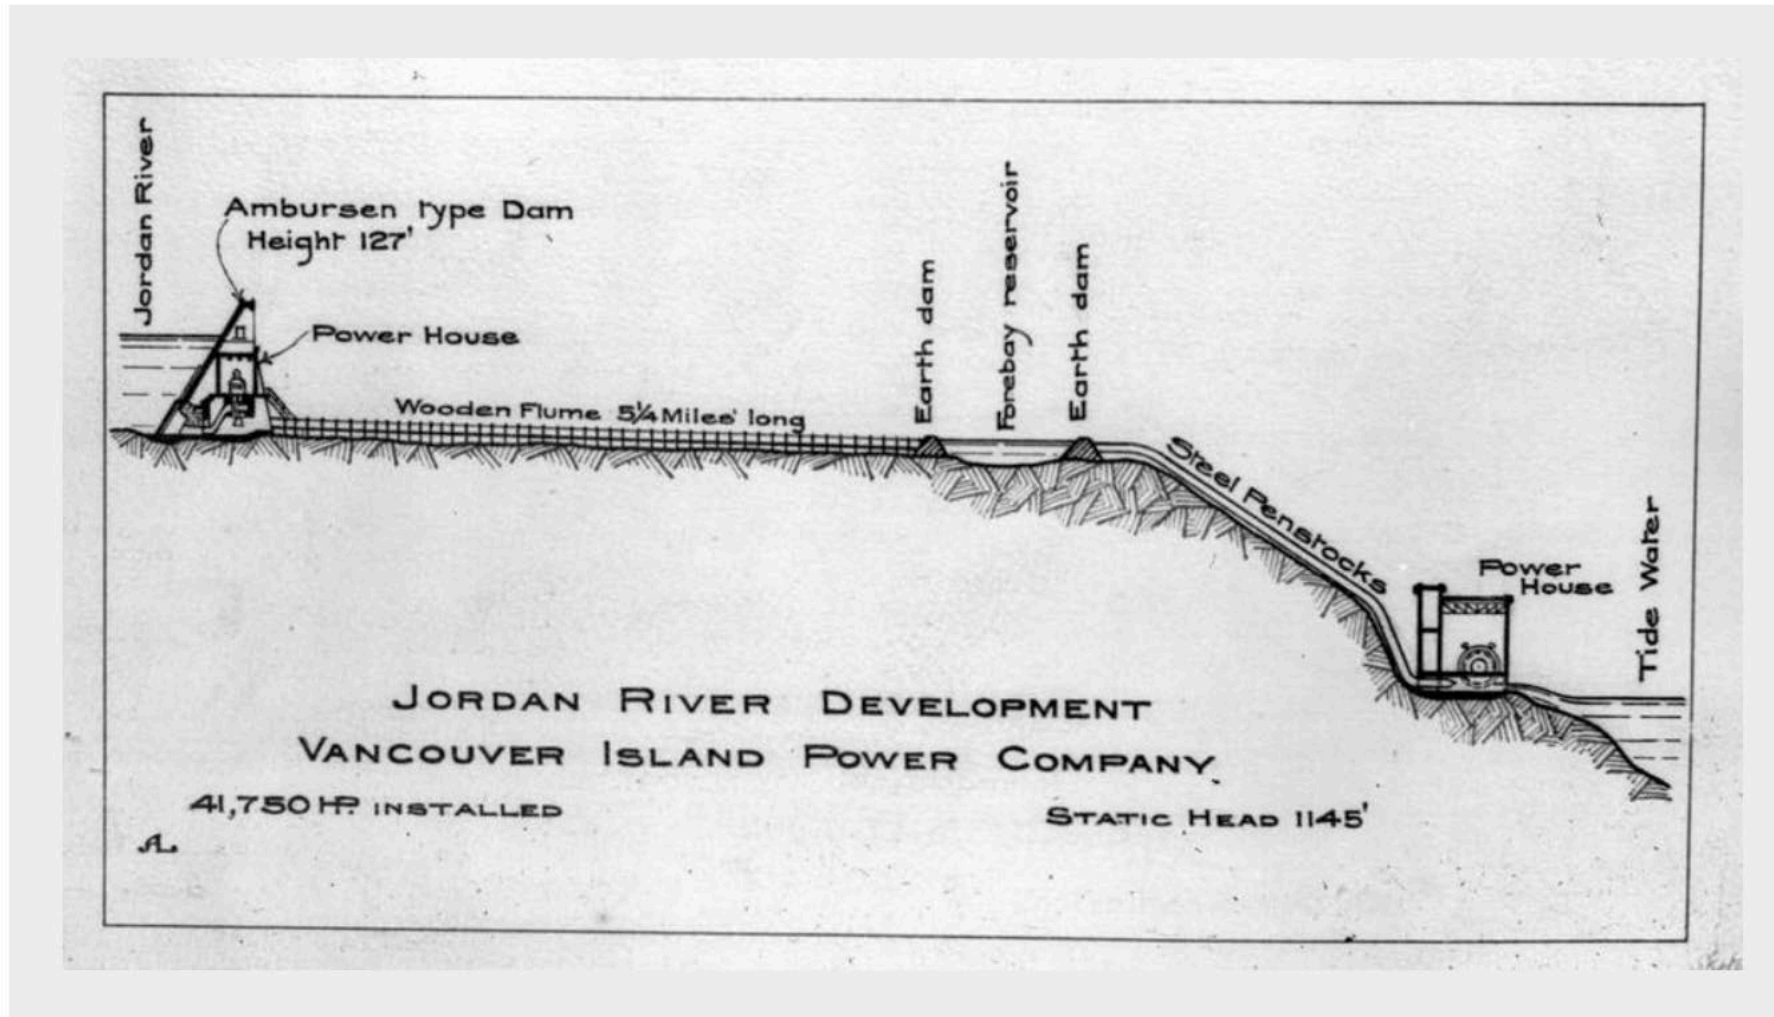 Jordan River
Ambursen type Dam
Height 127'
Power House
Wooden Flume 5¼ Miles' long
Earth dam
Forebay reservoir
Earth dam
Steel Penstocks
Power
House
Tide Water
JORDAN RIVER DEVELOPMENT
VANCOUVER ISLAND POWER COMPANY.
41,750 HP. INSTALLED
STATIC HEAD 1145'
AL.